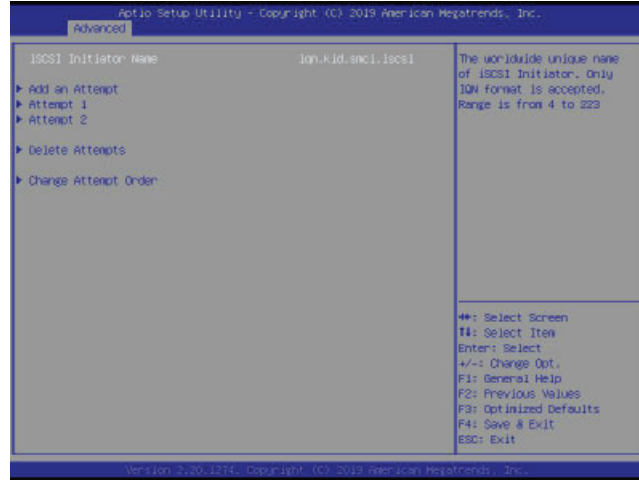 Aptio Setup Utility - Copyright (C) 2019 American Megatrends, Inc.
Advanced
iSCSI Initiator Name iqn.kid.smci.iscsi
Add an Attempt
Attempt 1
Attempt 2
Delete Attempts
Change Attempt Order
The worldwide unique name
of iSCSI Initiator. Only
IQN format is accepted.
Range is from 4 to 223
: Select Screen
↑↓: Select Item
Enter: Select
+/-: Change Opt.
F1: General Help
F2: Previous Values
F3: Optimized Defaults
F4: Save & Exit
ESC: Exit
Version 2.20.1274. Copyright (C) 2019 American Megatrends, Inc.